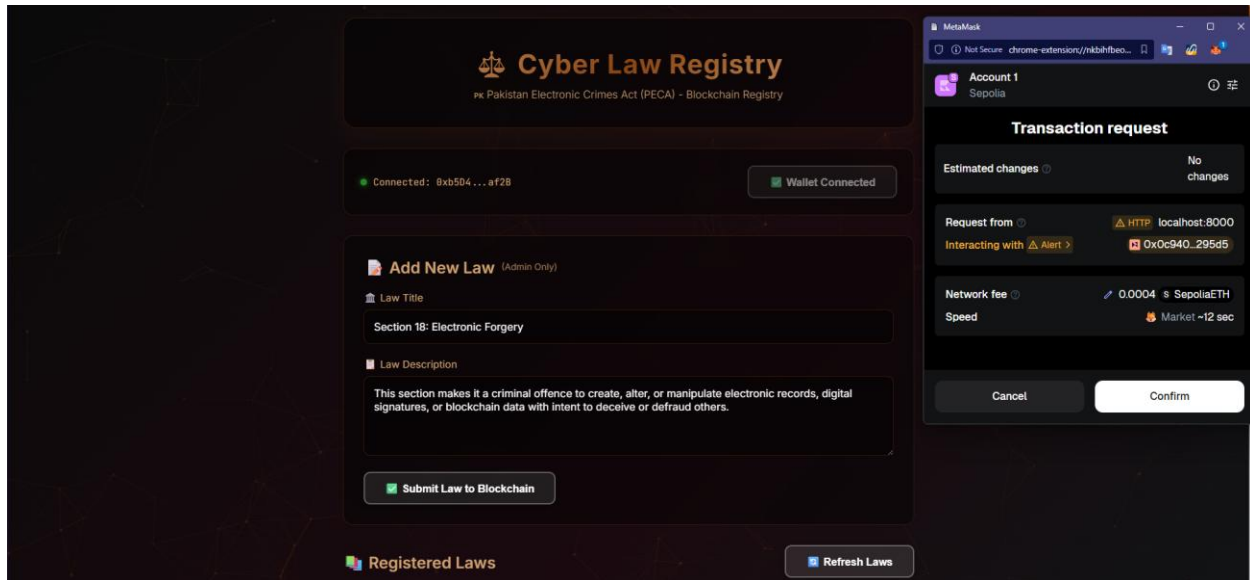 Cyber Law Registry
PK Pakistan Electronic Crimes Act (PECA) - Blockchain Registry
Connected: 0xb5D4...af2B
Wallet Connected
Add New Law (Admin Only)
Law Title
Section 18: Electronic Forgery
Law Description
This section makes it a criminal offence to create, alter, or manipulate electronic records, digital
signatures, or blockchain data with intent to deceive or defraud others.
Submit Law to Blockchain
Registered Laws
Refresh Laws
MetaMask
Not Secure chrome-extension://nkbihfbeo...
Account 1
Sepolia
Transaction request
Estimated changes
No
changes
Request from HTTP localhost:8000
Interacting with Alert > 0x0c940...295d5
Network fee 0.0004 S SepoliaETH
Speed Market ~12 sec
Cancel
Confirm